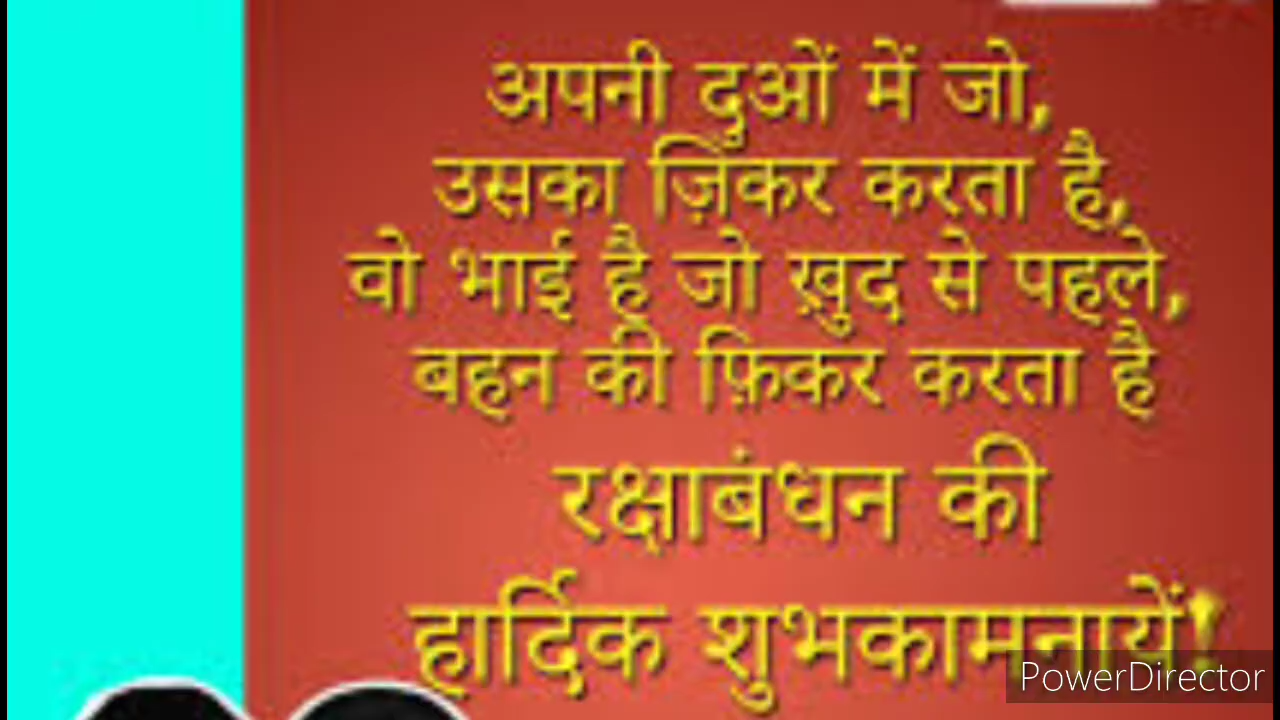 अपनी दुओं में जो,
उसका ज़िकर करता है,
वो भाई है जो ख़ुद से पहले,
बहन की फ़िकर करता है
रक्षाबंधन की
हार्दिक शुभकामनायें!
PowerDirector